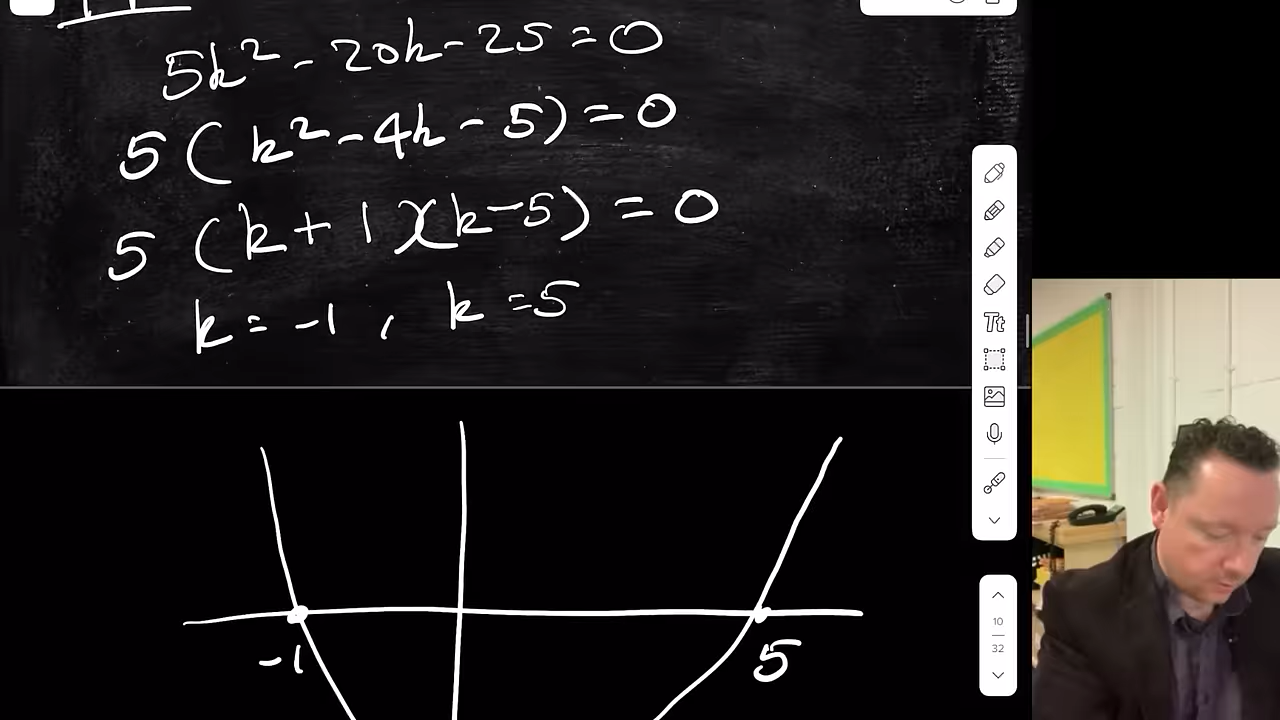 5k² - 20k - 25 = 0
5 ( k² - 4k - 5) = 0
5 (k + 1)(k - 5) = 0
k = -1 , k = 5
-1
5
Tt
10
32